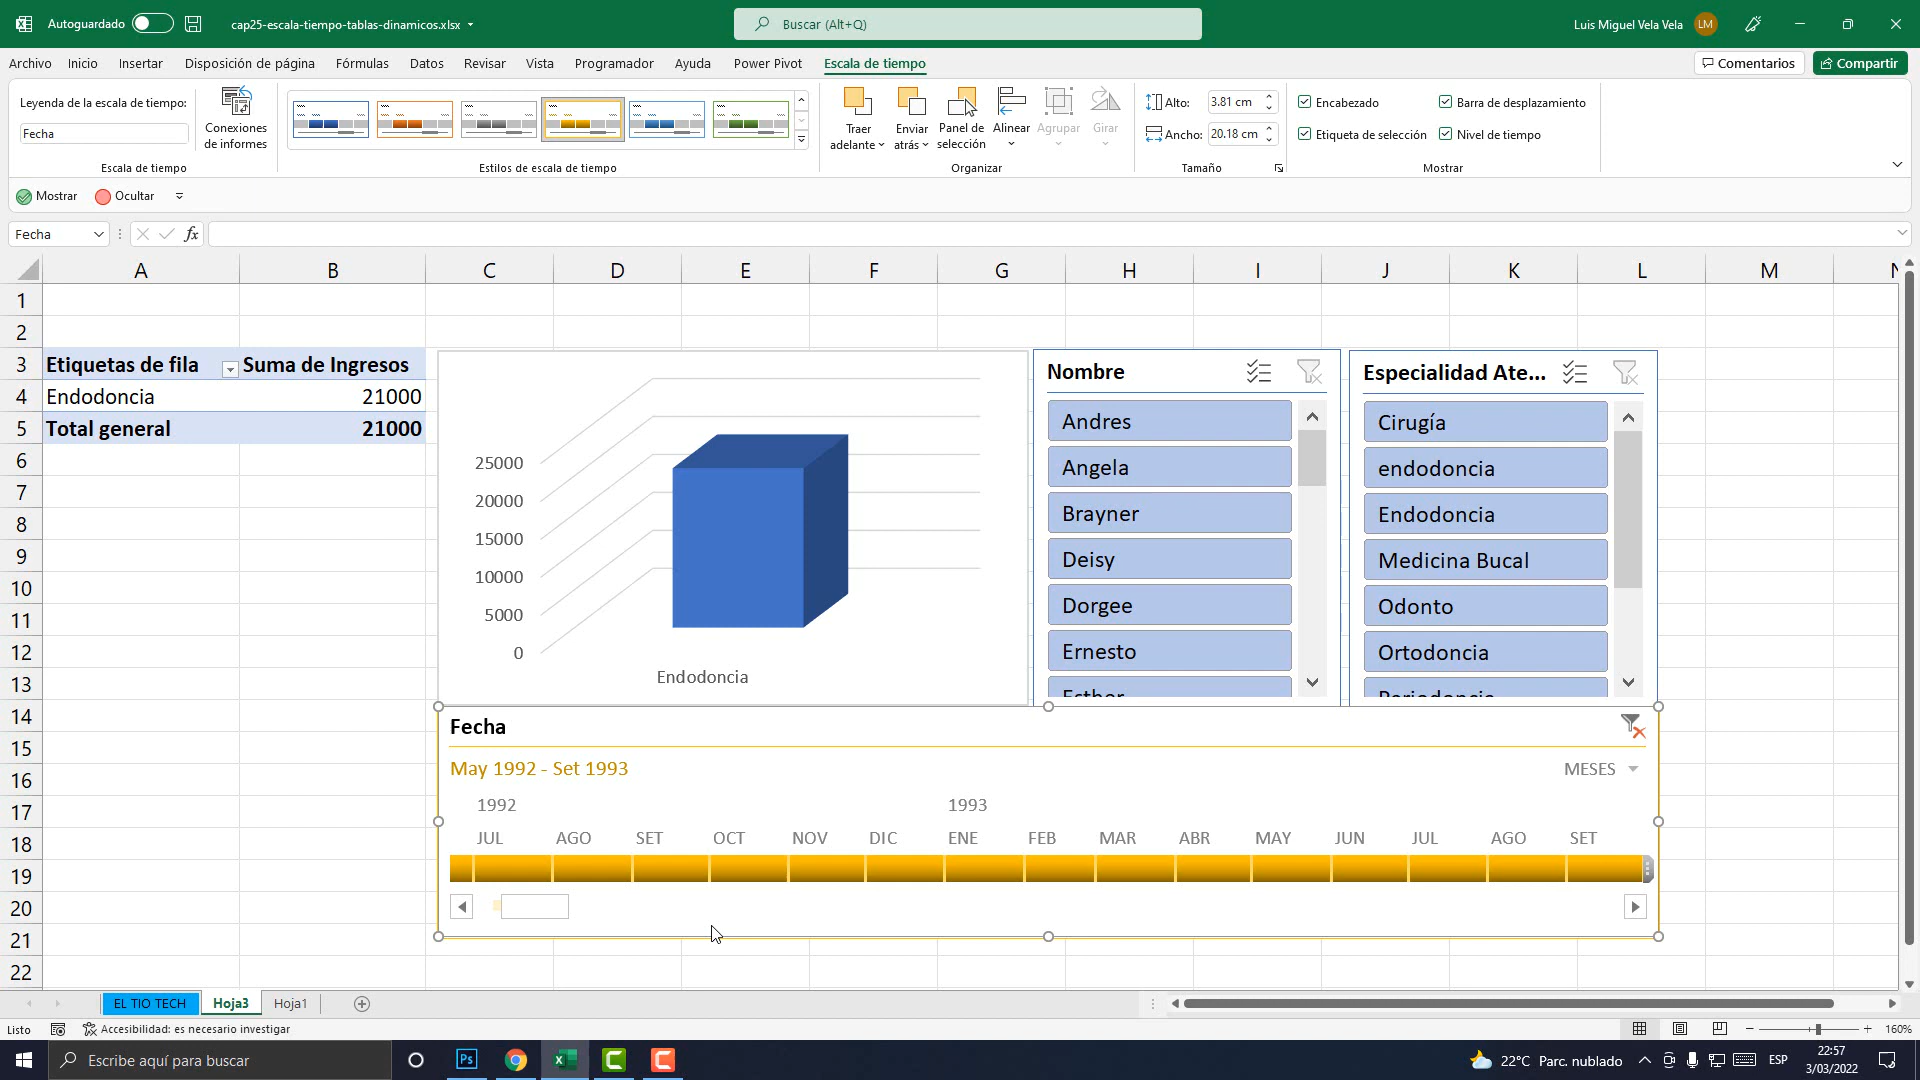 Autoguardado
cap25-escala-tiempo-tablas-dinamicos.xlsx
Buscar (Alt+Q)
Luis Miguel Vela Vela
LM
Archivo Inicio Insertar Disposición de página Fórmulas Datos Revisar Vista Programador Ayuda Power Pivot Escala de tiempo
Comentarios
Compartir
Leyenda de la escala de tiempo:
Fecha
Conexiones
de informes
Escala de tiempo
Estilos de escala de tiempo
Traer
adelante
Enviar
atrás
Panel de
selección
Alinear
Agrupar
Girar
Organizar
Alto: 3.81 cm
Ancho: 20.18 cm
Tamaño
Encabezado
Barra de desplazamiento
Etiqueta de selección
Nivel de tiempo
Mostrar
Mostrar Ocultar
Fecha
fx
A B C D E F G H I J K L M
1
2
3 Etiquetas de fila Suma de Ingresos
4 Endodoncia 21000
5 Total general 21000
6
7
8
9
10
11
12
13
14
15
16
17
18
19
20
21
22
25000
20000
15000
10000
5000
0
Endodoncia
Nombre
Andres
Angela
Brayner
Deisy
Dorgee
Ernesto
Esther
Especialidad Ate...
Cirugía
endodoncia
Endodoncia
Medicina Bucal
Odonto
Ortodoncia
Periodoncia
Fecha
May 1992 - Set 1993
MESES
1992 1993
JUL AGO SET OCT NOV DIC ENE FEB MAR ABR MAY JUN JUL AGO SET
EL TIO TECH Hoja3 Hoja1
Listo
Accesibilidad: es necesario investigar
160%
Escribe aquí para buscar
Ps
22°C Parc. nublado
ESP
22:57
3/03/2022